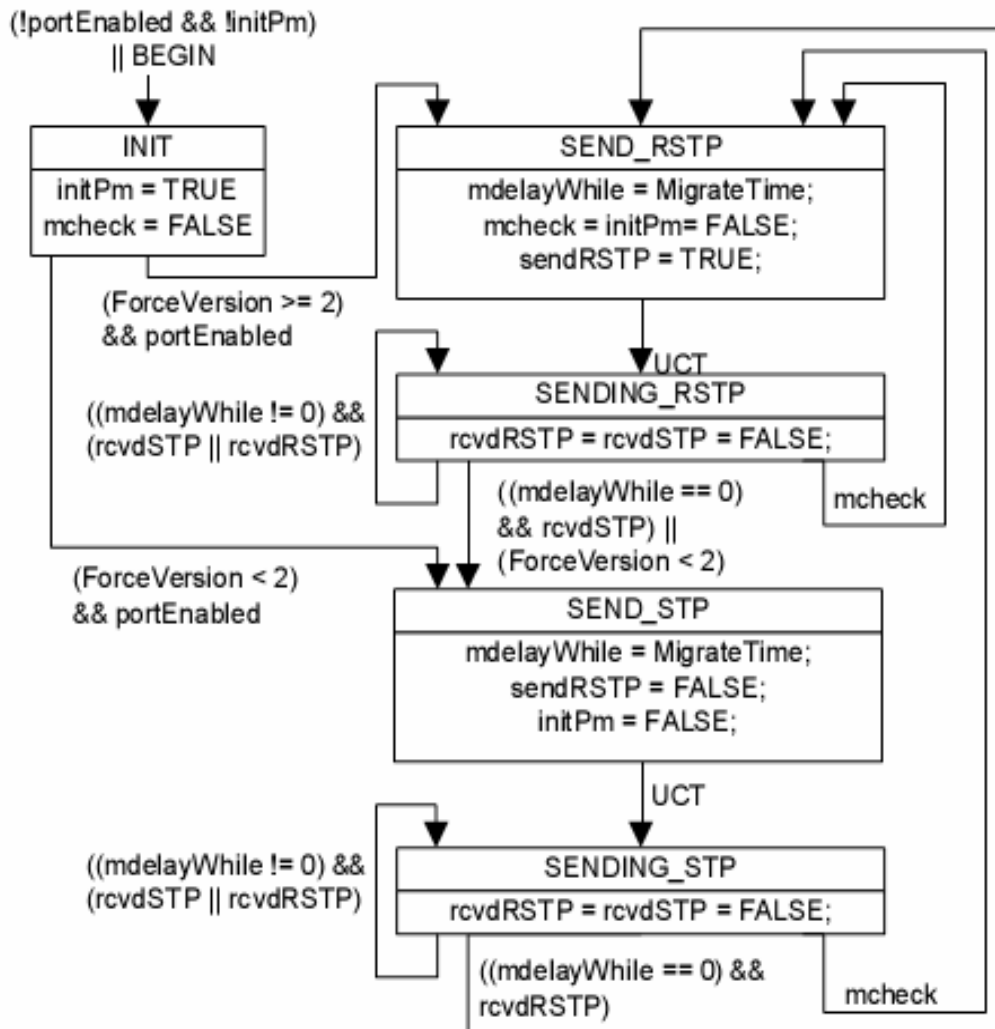 (!portEnabled && !initPm)
|| BEGIN
INIT
initPm = TRUE
mcheck = FALSE
SEND_RSTP
mdelayWhile = MigrateTime;
mcheck = initPm= FALSE;
sendRSTP = TRUE;
(ForceVersion >= 2)
&& portEnabled
UCT
SENDING_RSTP
rcvdRSTP = rcvdSTP = FALSE;
((mdelayWhile != 0) &&
(rcvdSTP || rcvdRSTP)
mcheck
((mdelayWhile == 0)
&& rcvdSTP) ||
(ForceVersion < 2)
(ForceVersion < 2)
&& portEnabled
SEND_STP
mdelayWhile = MigrateTime;
sendRSTP = FALSE;
initPm = FALSE;
UCT
SENDING_STP
rcvdRSTP = rcvdSTP = FALSE;
((mdelayWhile != 0) &&
(rcvdSTP || rcvdRSTP)
((mdelayWhile == 0) &&
rcvdRSTP)
mcheck